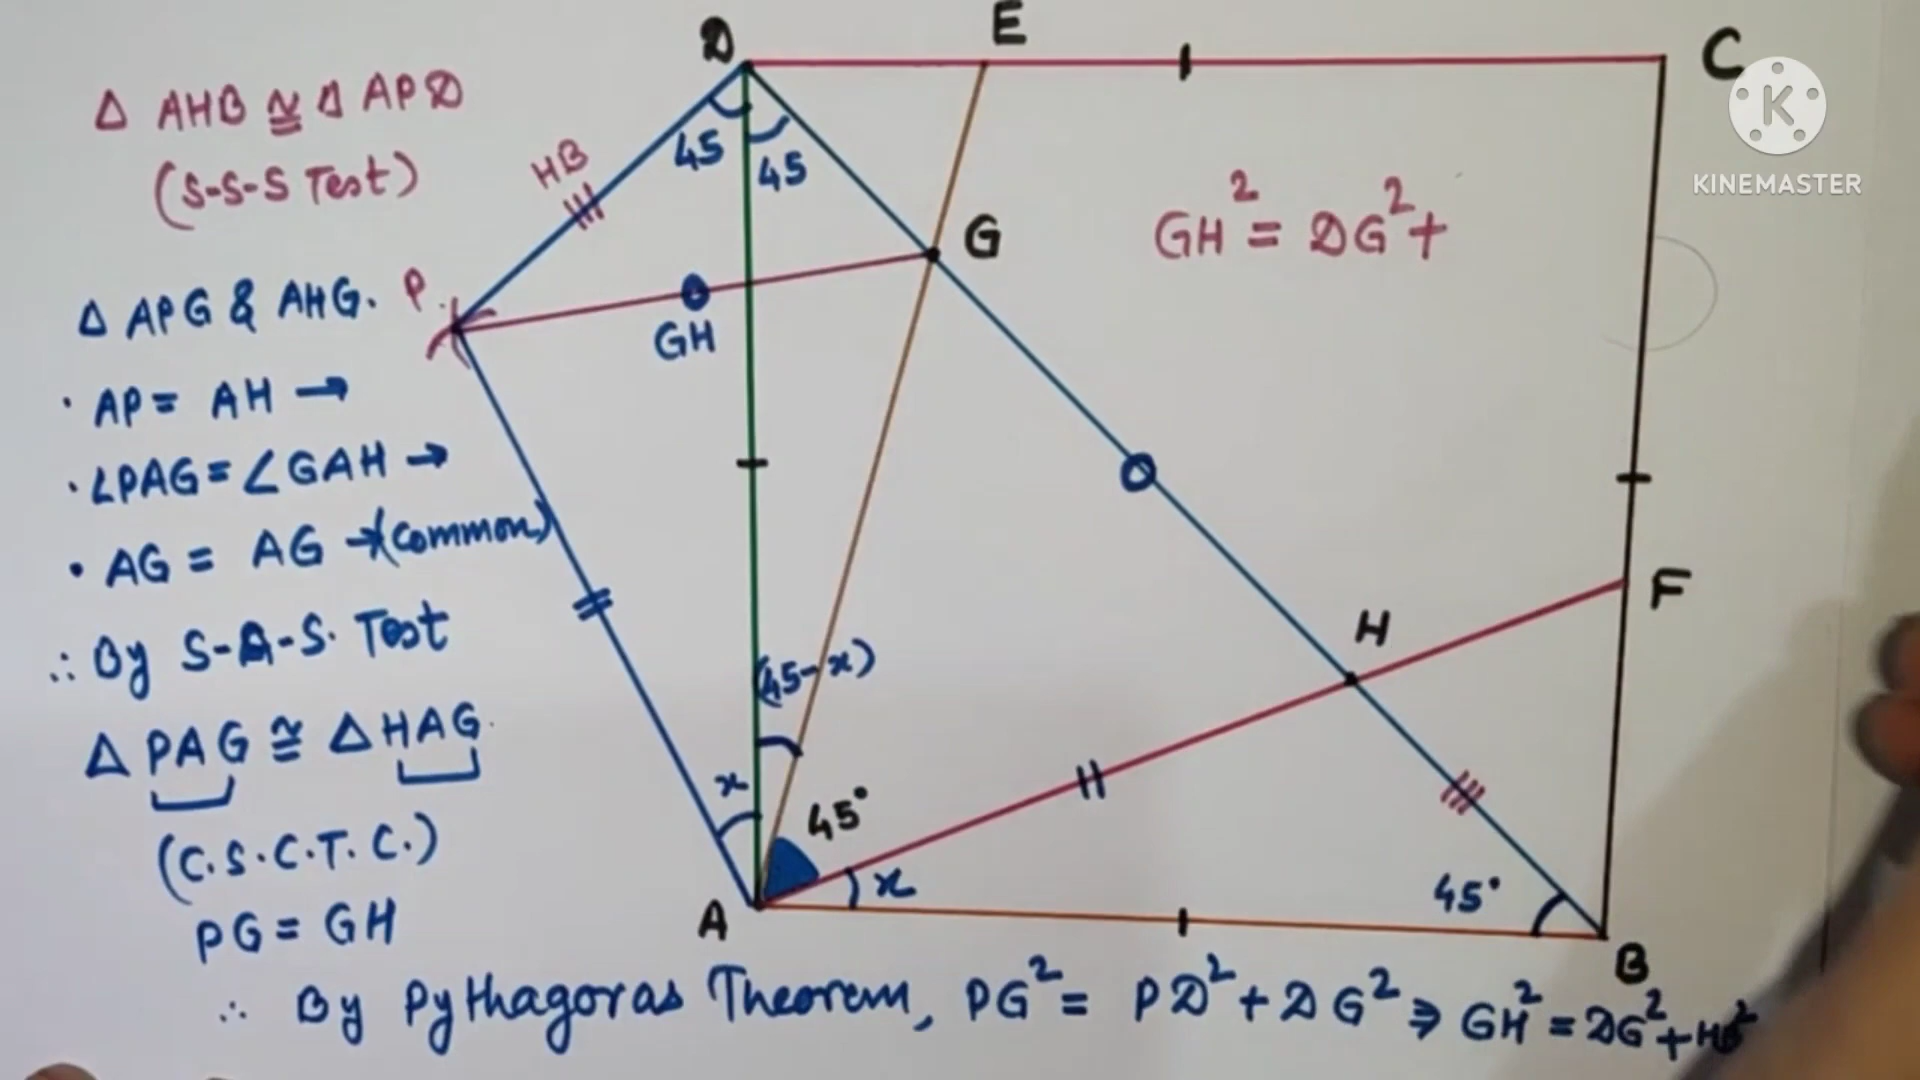 Δ AHB ≅ Δ APD
(S-S-S Test)
Δ APG & AHG.
• AP = AH →
• ∠PAG = ∠GAH →
• AG = AG → (Common)
∴ By S-A-S. Test
Δ PAG ≅ Δ HAG
(C.S.C.T.C.)
PG = GH
∴ By Pythagoras Theorem, PG² = PD² + DG² ⇒ GH² = DG² + HB²
D
E
C
HB
45
45
P
G
GH
GH² = DG² +
K
KINEMASTER
F
H
(45-x)
x
45°
x
45°
A
B